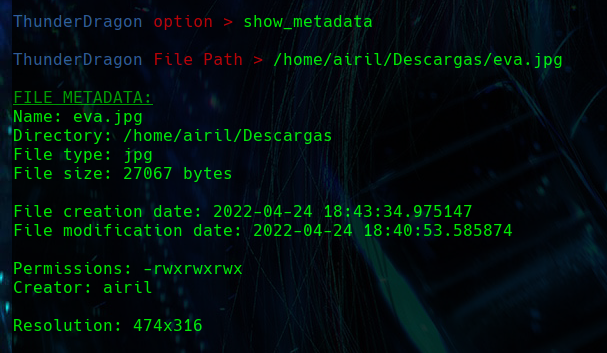 ThunderDragon option > show_metadata
ThunderDragon File Path > /home/airil/Descargas/eva.jpg
FILE METADATA:
Name: eva.jpg
Directory: /home/airil/Descargas
File type: jpg
File size: 27067 bytes
File creation date: 2022-04-24 18:43:34.975147
File modification date: 2022-04-24 18:40:53.585874
Permissions: -rwxrwxrwx
Creator: airil
Resolution: 474x316